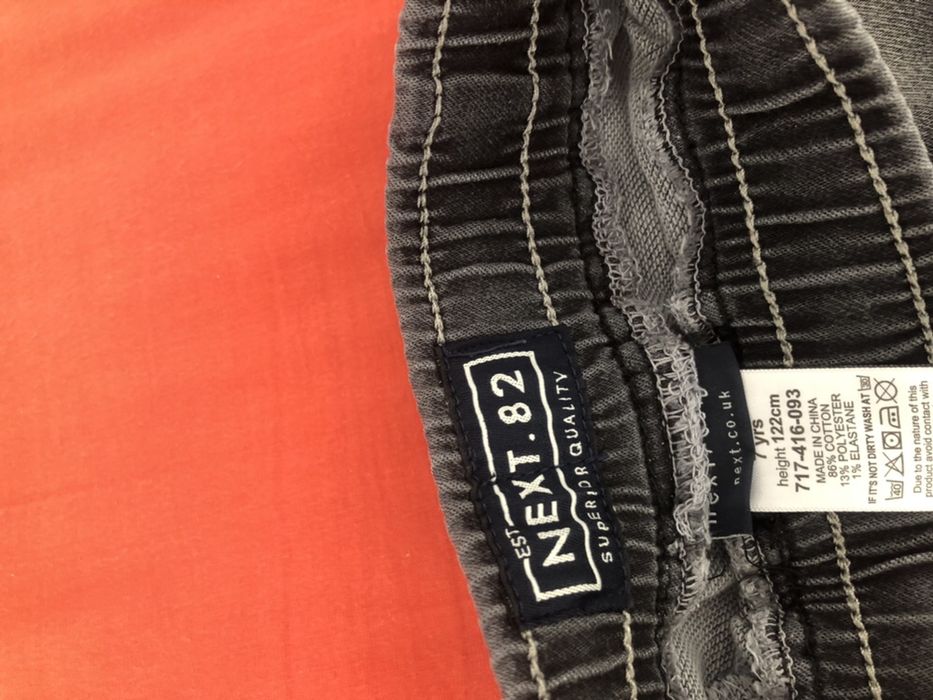 EST
NEXT.82
SUPERIOR QUALITY
next.co.uk
7 yrs
height 122cm
717-416-093
MADE IN CHINA
86% COTTON
13% POLYESTER
1% ELASTANE
IF IT'S NOT DIRTY WASH AT 30
40
Due to the nature of this
product avoid contact with